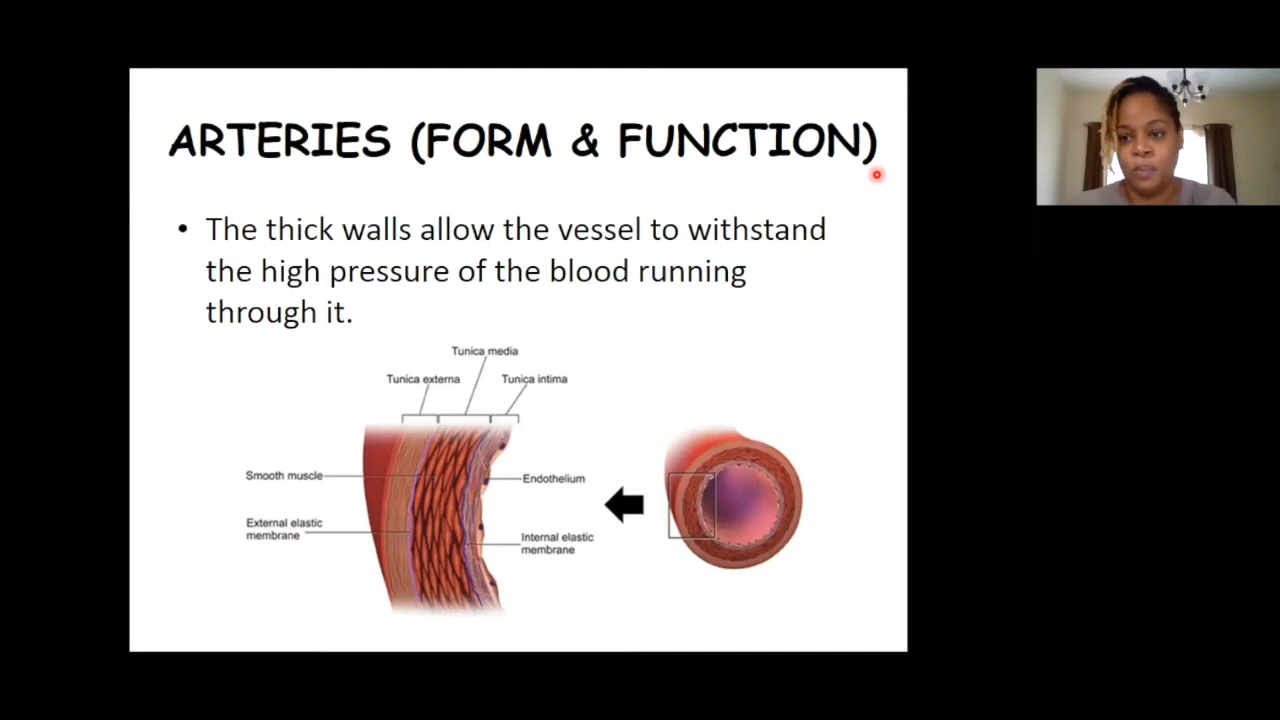 ARTERIES (FORM & FUNCTION)
• The thick walls allow the vessel to withstand
the high pressure of the blood running
through it.
Tunica media
Tunica externa
Tunica intima
Smooth muscle
Endothelium
External elastic
membrane
Internal elastic
membrane